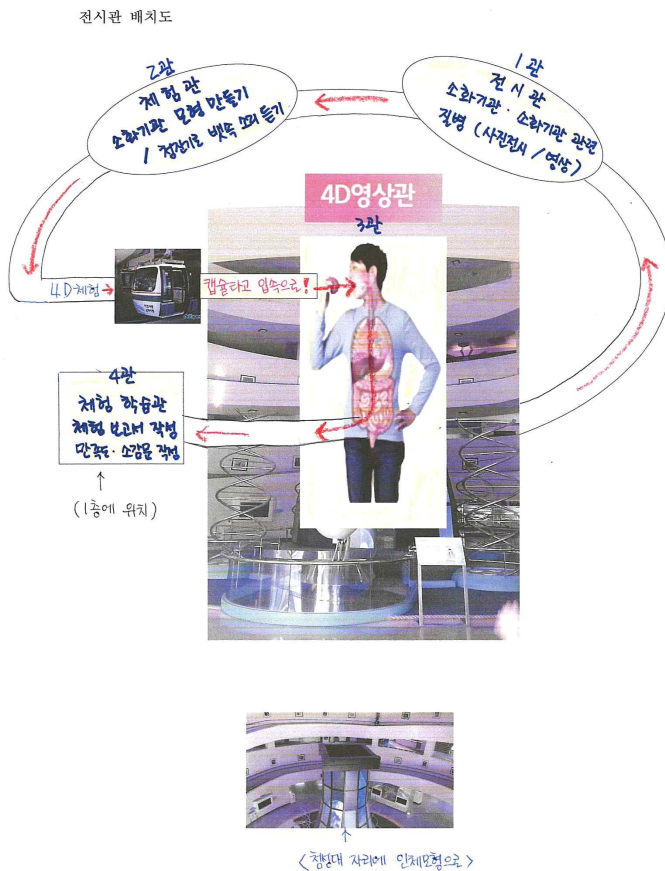 전시관 배치도
1관
전시관
소화기관·소화기관 관련
질병 (사진전시/영상)
2관
체험관
소화기관 모형 만들기
/ 청진기로 뱃속 소리 듣기
4D영상관
3관
4D체험
캡슐타고 입속으로!
4관
체험 학습관
체험 보고서 작성
만족도·소감문 작성
(1층에 위치)
<첨성대 자리에 인체모형으로>